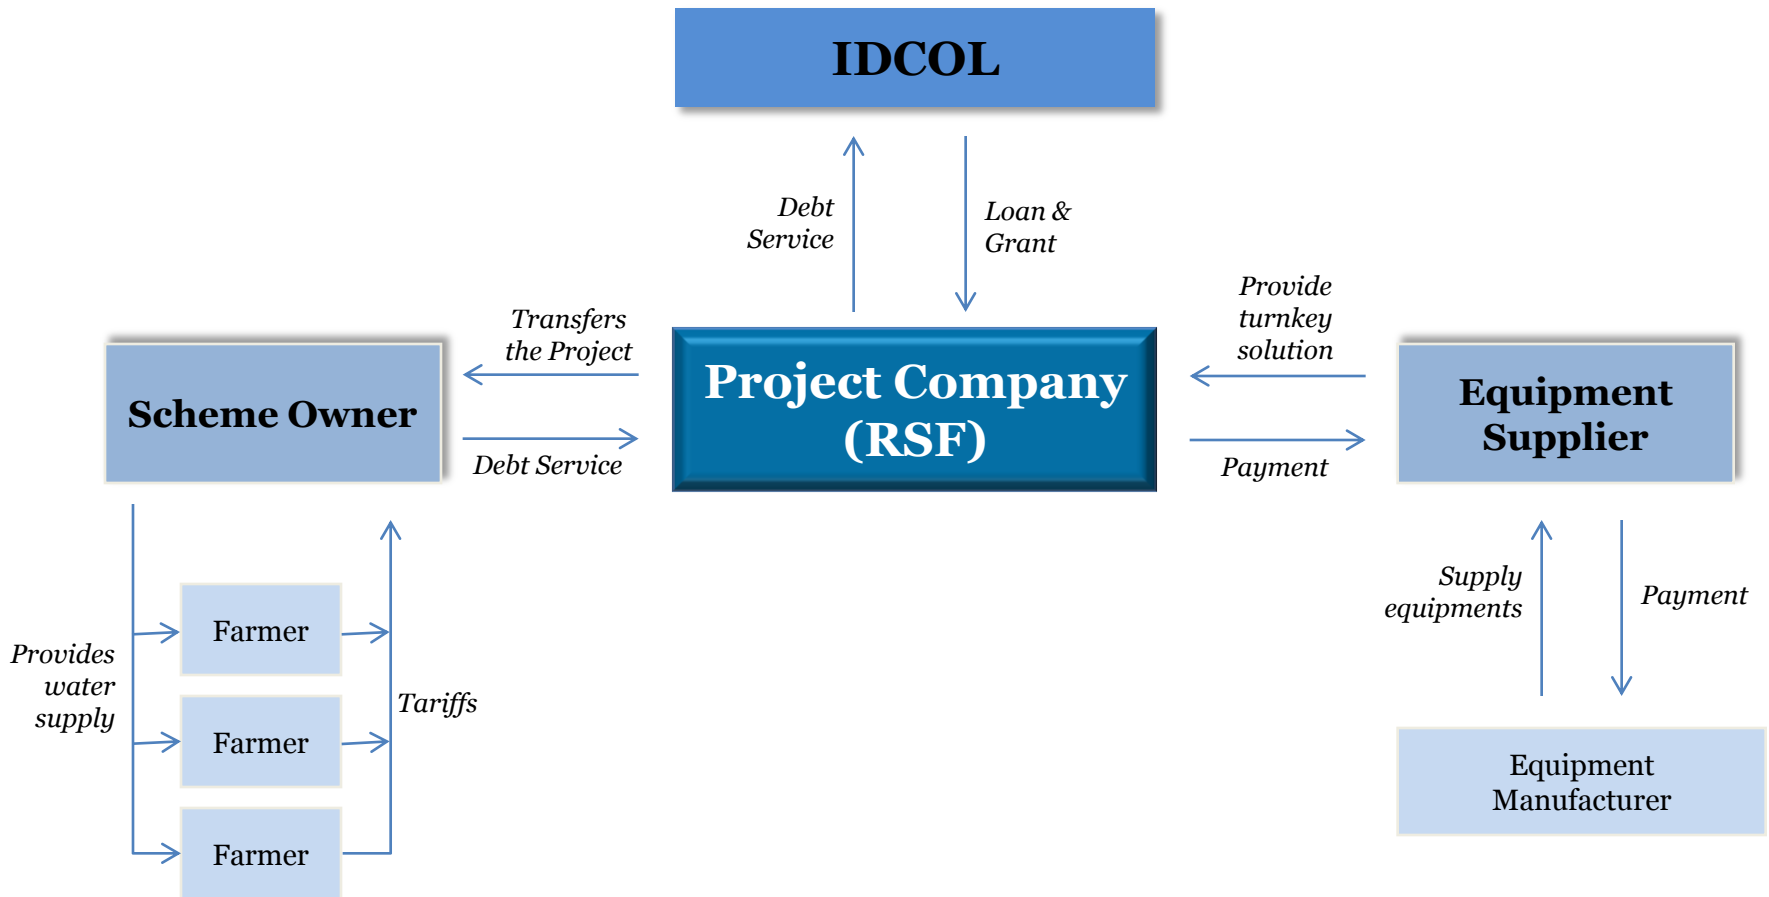 IDCOL
Debt
Service
Loan &
Grant
Transfers
the Project
Provide
turnkey
solution
Scheme Owner
Project Company
(RSF)
Equipment
Supplier
Debt Service
Payment
Provides
water
supply
Farmer
Farmer
Farmer
Tariffs
Supply
equipments
Payment
Equipment
Manufacturer